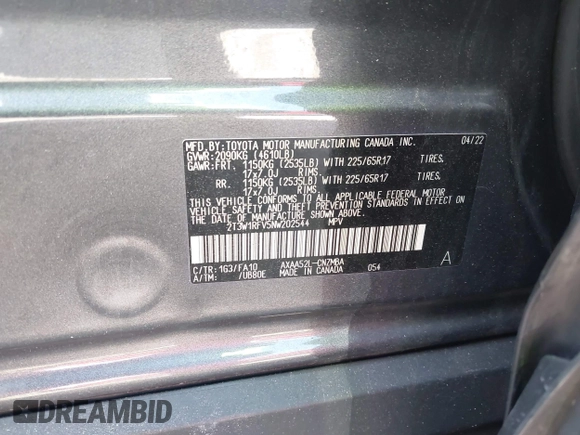 MFD. BY: TOYOTA MOTOR MANUFACTURING CANADA INC. 04/22
GVWR: 2090KG (4610LB)
GAWR: FRT. 1150KG (2535LB) WITH 225/65R17 TIRES.
17x7.0J RIMS.
RR. 1150KG (2535LB) WITH 225/65R17 TIRES.
17x7.0J RIMS.
THIS VEHICLE CONFORMS TO ALL APPLICABLE FEDERAL MOTOR
VEHICLE SAFETY AND THEFT PREVENTION STANDARDS IN EFFECT ON
THE DATE OF MANUFACTURE SHOWN ABOVE.
2T3W1RFV5NW202544 MPV
C/TR: 1G3/FA10 AXAA52L-CNZMBA A
A/TM: /UB80E MADE IN CANADA 054
DREAMBID